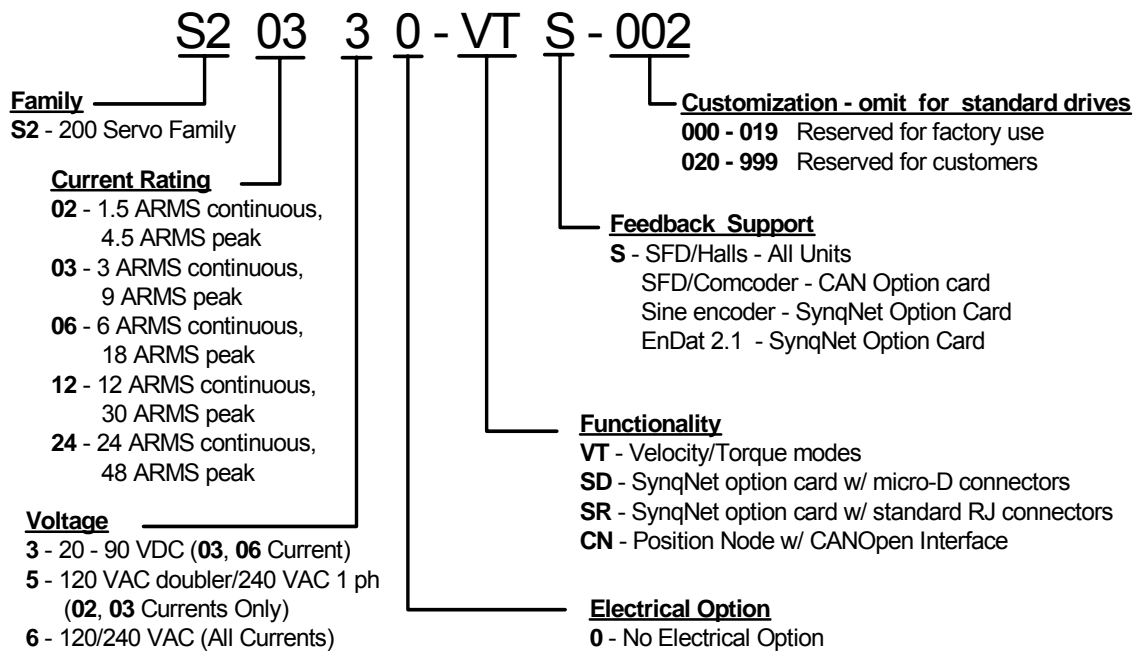 S2 03 3 0 - VT S - 002
Family
S2 - 200 Servo Family
Current Rating
02 - 1.5 ARMS continuous,
4.5 ARMS peak
03 - 3 ARMS continuous,
9 ARMS peak
06 - 6 ARMS continuous,
18 ARMS peak
12 - 12 ARMS continuous,
30 ARMS peak
24 - 24 ARMS continuous,
48 ARMS peak
Voltage
3 - 20 - 90 VDC (03, 06 Current)
5 - 120 VAC doubler/240 VAC 1 ph
(02, 03 Currents Only)
6 - 120/240 VAC (All Currents)
Customization - omit for standard drives
000 - 019 Reserved for factory use
020 - 999 Reserved for customers
Feedback Support
S - SFD/Halls - All Units
SFD/Comcoder - CAN Option card
Sine encoder - SynqNet Option Card
EnDat 2.1 - SynqNet Option Card
Functionality
VT - Velocity/Torque modes
SD - SynqNet option card w/ micro-D connectors
SR - SynqNet option card w/ standard RJ connectors
CN - Position Node w/ CANOpen Interface
Electrical Option
0 - No Electrical Option